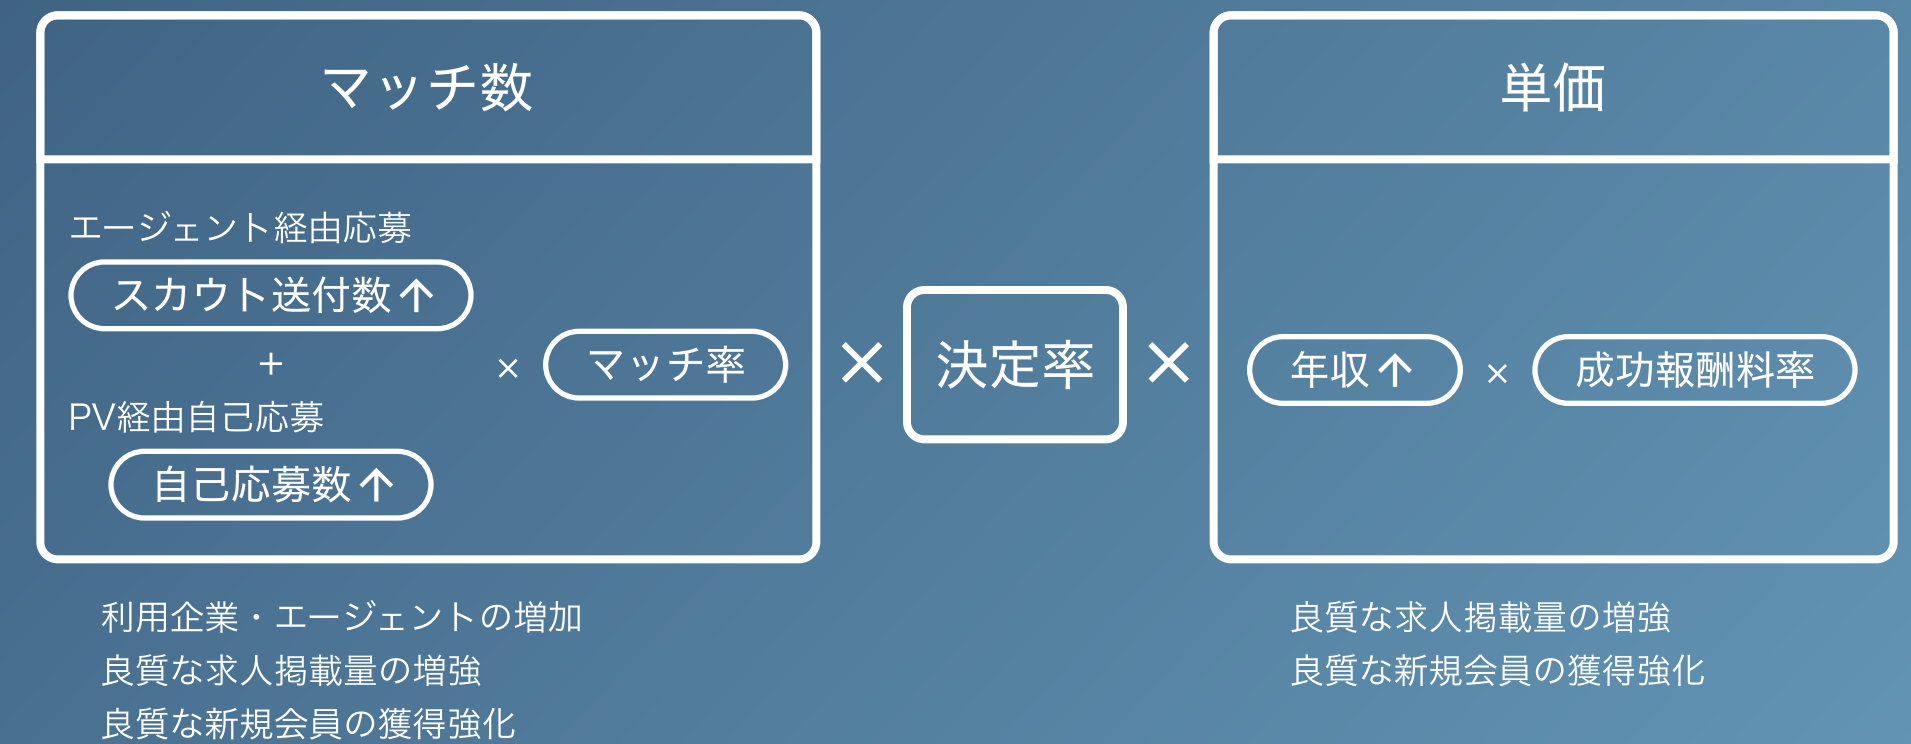 マッチ数
エージェント経由応募
スカウト送付数↑
+
PV経由自己応募
自己応募数↑
×
マッチ率
×
決定率
×
単価
年収↑
×
成功報酬料率
利用企業・エージェントの増加
良質な求人掲載量の増強
良質な新規会員の獲得強化
良質な求人掲載量の増強
良質な新規会員の獲得強化